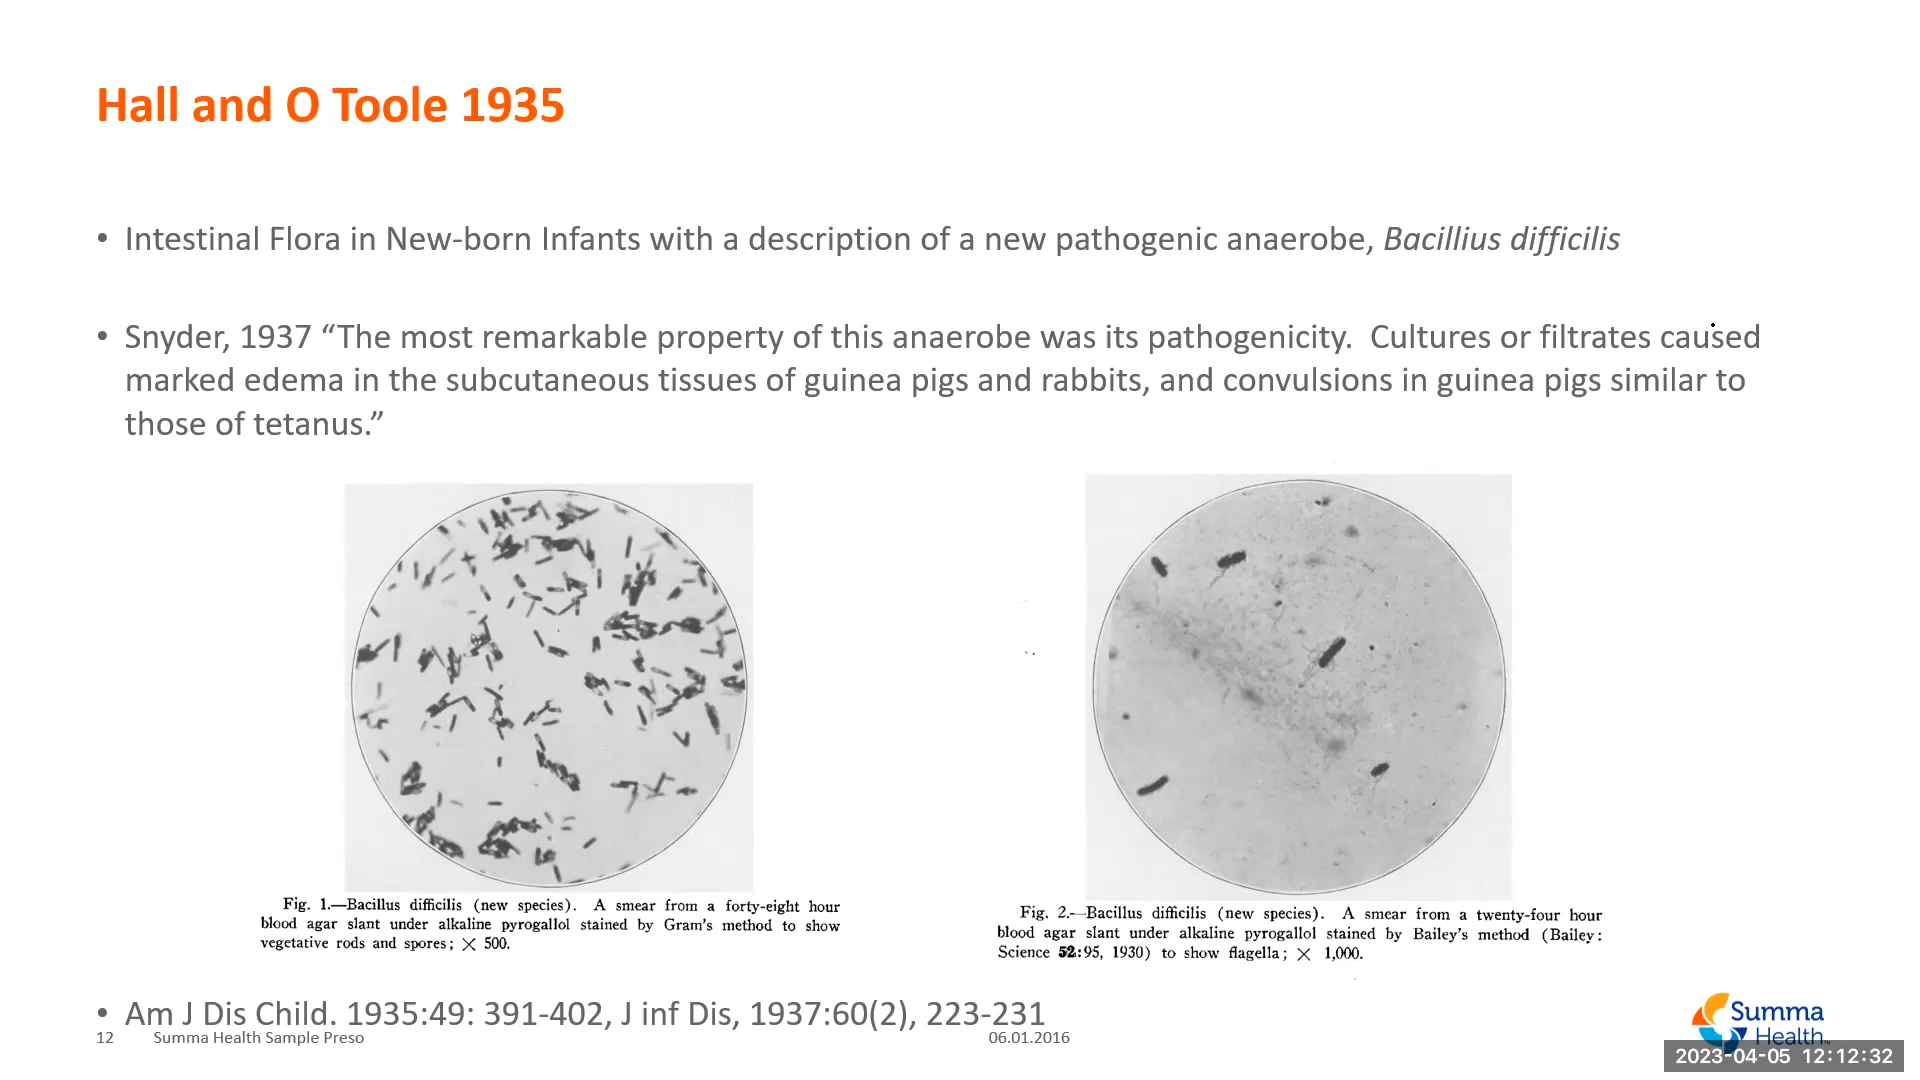 Hall and O Toole 1935
• Intestinal Flora in New-born Infants with a description of a new pathogenic anaerobe, Bacillius difficilis
• Snyder, 1937 “The most remarkable property of this anaerobe was its pathogenicity.  Cultures or filtrates caused
marked edema in the subcutaneous tissues of guinea pigs and rabbits, and convulsions in guinea pigs similar to
those of tetanus.”
Fig. 1.—Bacillus difficilis (new species). A smear from a forty-eight hour
blood agar slant under alkaline pyrogallol stained by Gram's method to show
vegetative rods and spores; × 500.
Fig. 2.—Bacillus difficilis (new species). A smear from a twenty-four hour
blood agar slant under alkaline pyrogallol stained by Bailey's method (Bailey:
Science 52:95, 1930) to show flagella; × 1,000.
• Am J Dis Child. 1935:49: 391-402, J inf Dis, 1937:60(2), 223-231
12 Summa Health Sample Preso 06.01.2016
Summa
Health
2023-04-05 12:12:32